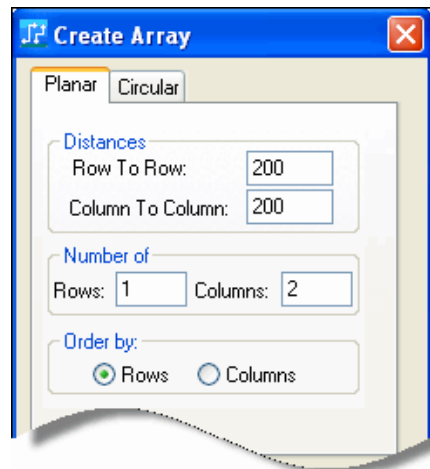 Create Array
Planar Circular
Distances
Row To Row: 200
Column To Column: 200
Number of
Rows: 1 Columns: 2
Order by:
Rows Columns